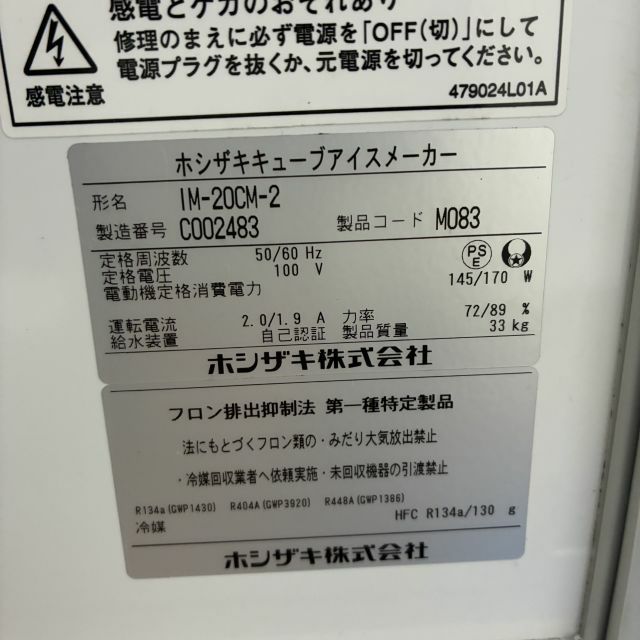 感電とケガのおそれあり
修理のまえに必ず電源を「OFF(切)」にして
電源プラグを抜くか、元電源を切ってください。
感電注意
479024L01A
ホシザキキューブアイスメーカー
形名 IM-20CM-2
製造番号 C002483 製品コード M083
定格周波数 50/60 Hz
定格電圧 100 V
PS
E
電動機定格消費電力 145/170 W
運転電流 2.0/1.9 A 力率 72/89 %
給水装置 自己認証 製品質量 33 kg
ホシザキ株式会社
フロン排出抑制法 第一種特定製品
法にもとづくフロン類の・みだり大気放出禁止
・冷媒回収業者へ依頼実施・未回収機器の引渡禁止
R134a(GWP1430) R404A(GWP3920) R448A(GWP1386)
冷媒 HFC R134a/130 g
ホシザキ株式会社